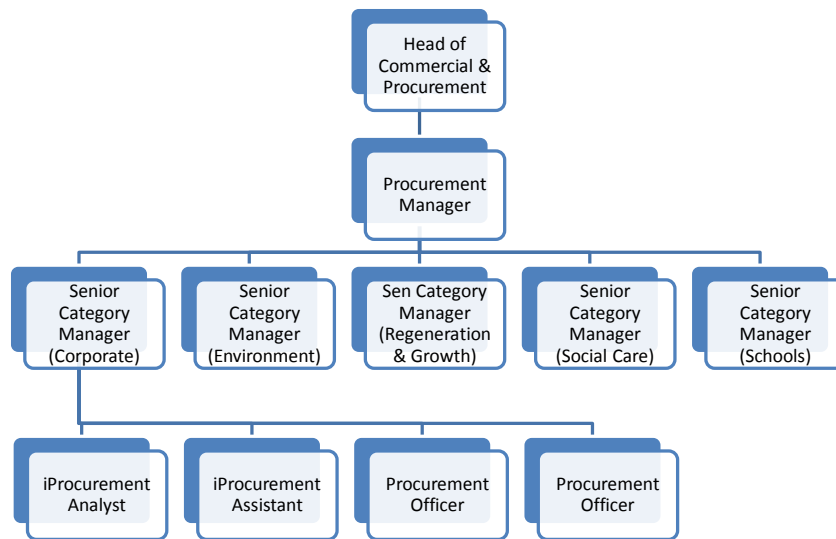 Head of
Commercial &
Procurement
Procurement
Manager
Senior
Category
Manager
(Corporate)
Senior
Category
Manager
(Environment)
Sen Category
Manager
(Regeneration
& Growth)
Senior
Category
Manager
(Social Care)
Senior
Category
Manager
(Schools)
iProcurement
Analyst
iProcurement
Assistant
Procurement
Officer
Procurement
Officer